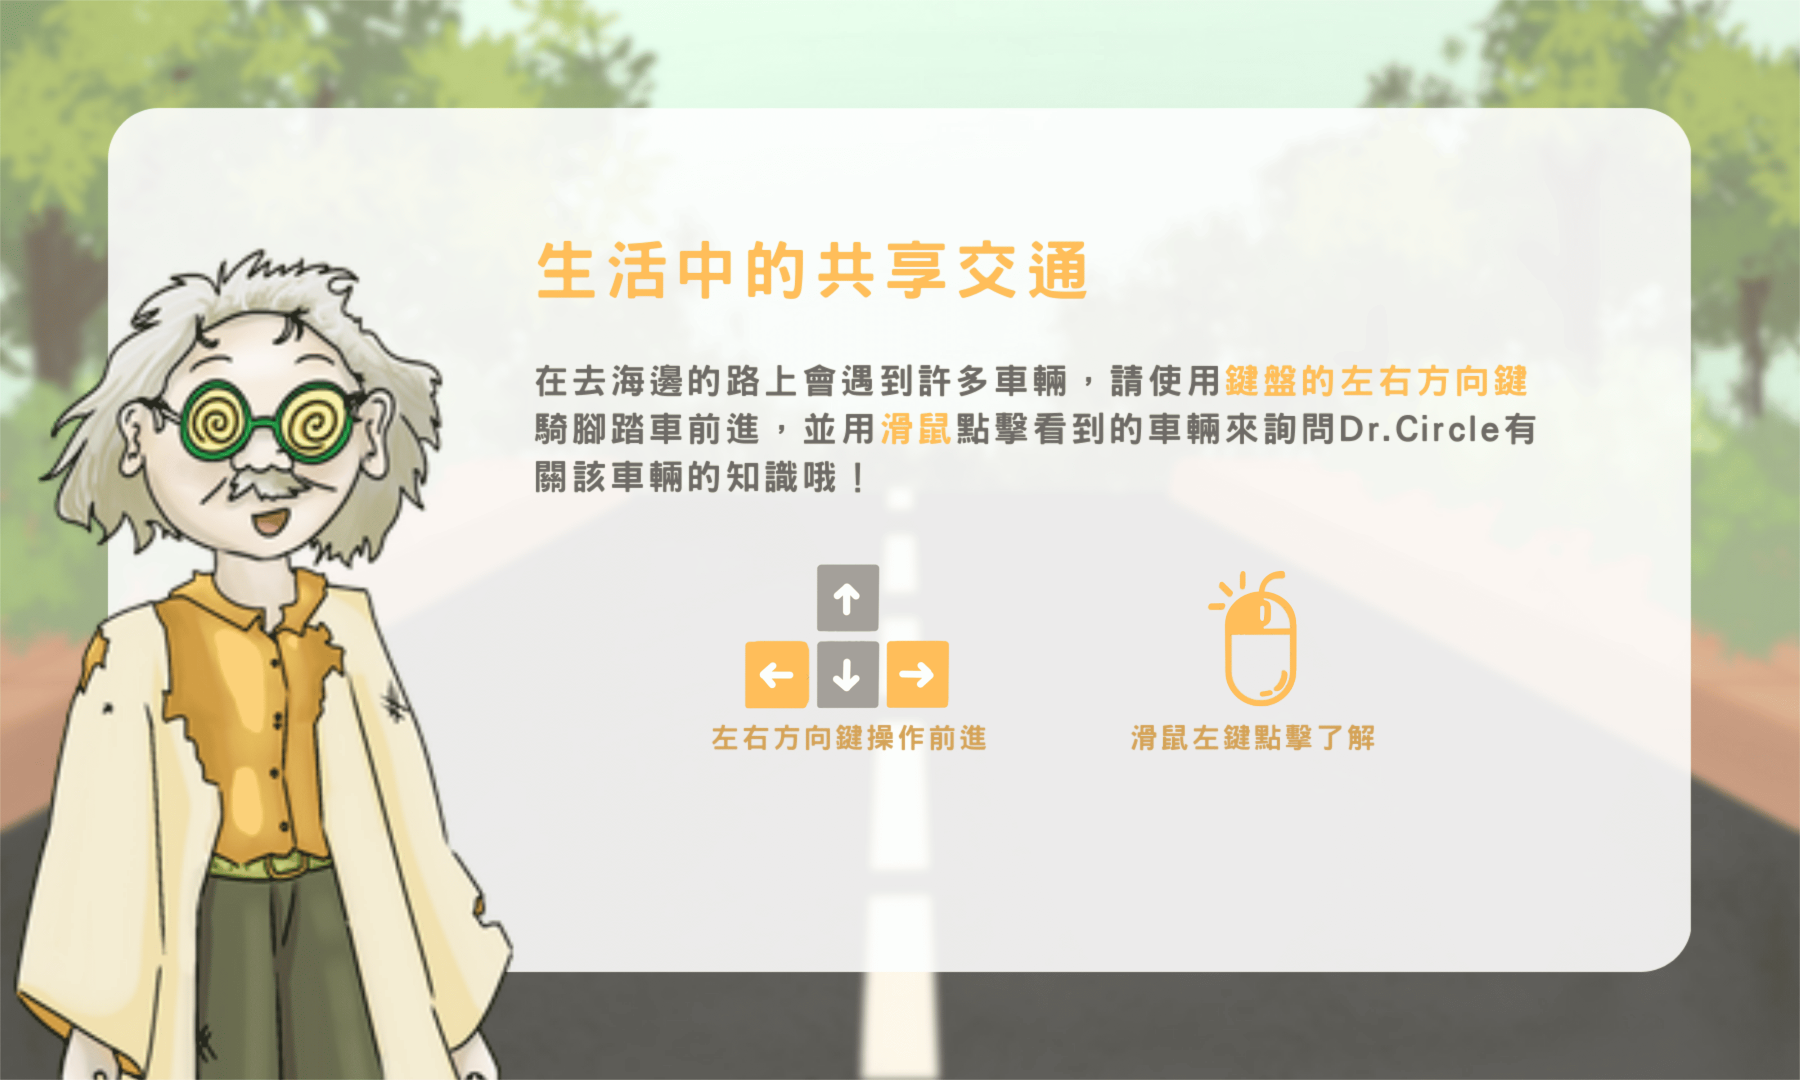 生活中的共享交通
在去海邊的路上會遇到許多車輛，請使用鍵盤的左右方向鍵
騎腳踏車前進，並用滑鼠點擊看到的車輛來詢問Dr.Circle有
關該車輛的知識哦！
左右方向鍵操作前進
滑鼠左鍵點擊了解